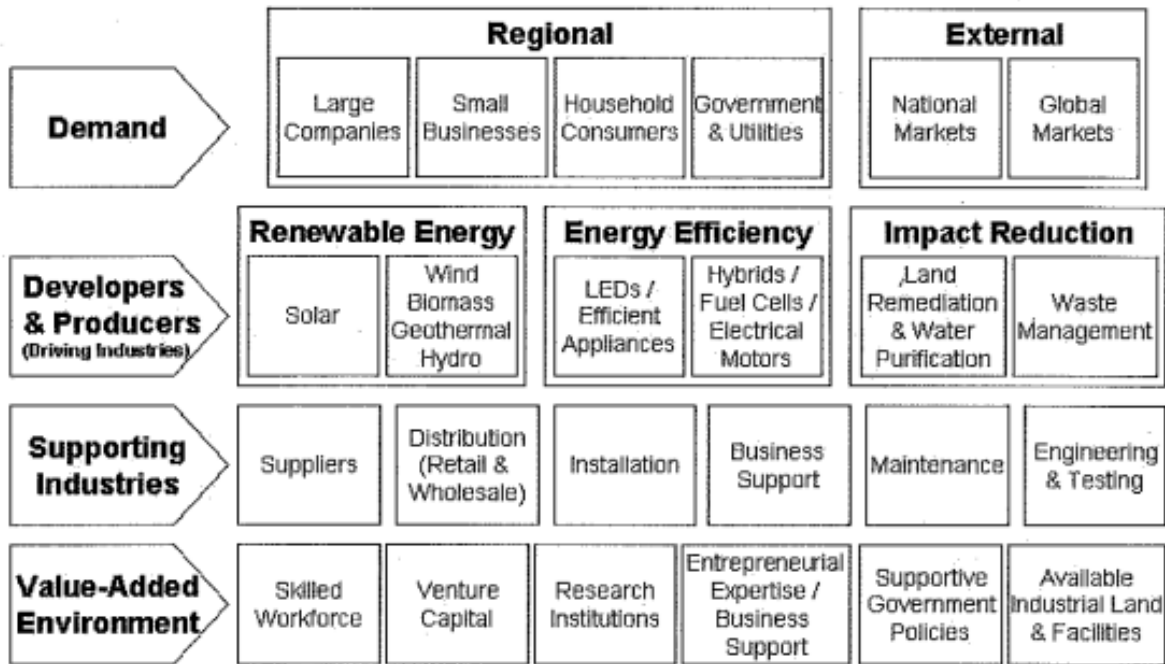 Regional
External
Demand
Large
Companies
Small
Businesses
Household
Consumers
Government
& Utilities
National
Markets
Global
Markets
Renewable Energy
Energy Efficiency
Impact Reduction
Developers
& Producers
(Driving Industries)
Solar
Wind
Biomass
Geothermal
Hydro
LEDs /
Efficient
Appliances
Hybrids /
Fuel Cells /
Electrical
Motors
Land
Remediation
& Water
Purification
Waste
Management
Supporting
Industries
Suppliers
Distribution
(Retail &
Wholesale)
Installation
Business
Support
Maintenance
Engineering
& Testing
Value-Added
Environment
Skilled
Workforce
Venture
Capital
Research
Institutions
Entrepreneurial
Expertise /
Business
Support
Supportive
Government
Policies
Available
Industrial Land
& Facilities